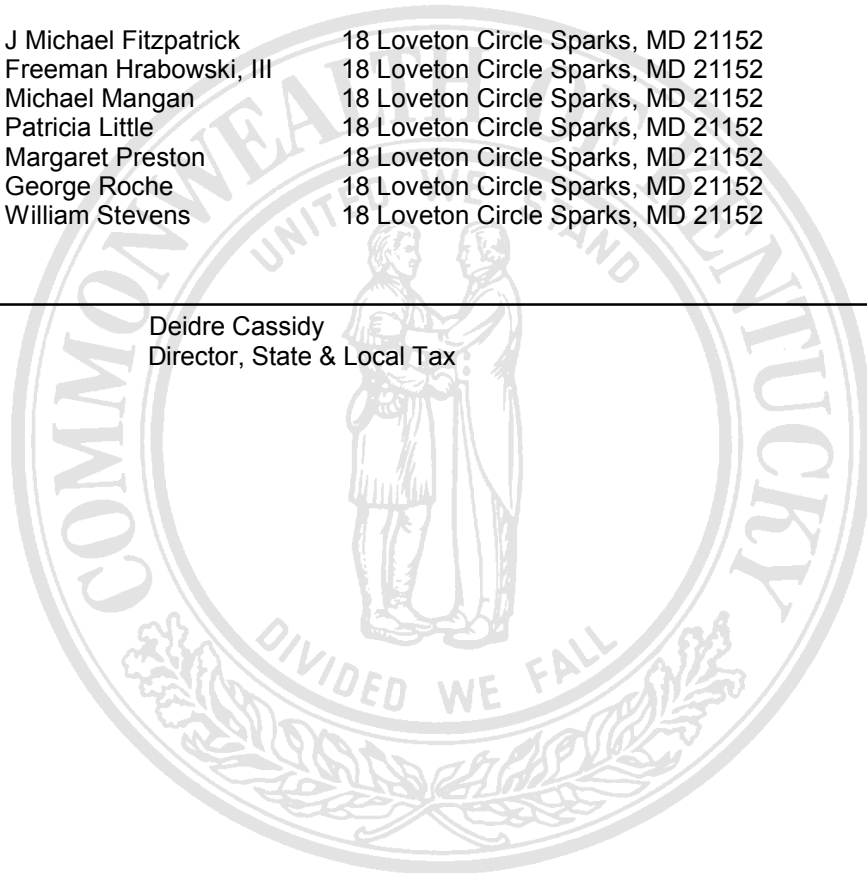 J Michael Fitzpatrick 18 Loveton Circle Sparks, MD 21152
Freeman Hrabowski, III 18 Loveton Circle Sparks, MD 21152
Michael Mangan 18 Loveton Circle Sparks, MD 21152
Patricia Little 18 Loveton Circle Sparks, MD 21152
Margaret Preston 18 Loveton Circle Sparks, MD 21152
George Roche 18 Loveton Circle Sparks, MD 21152
William Stevens 18 Loveton Circle Sparks, MD 21152
Deidre Cassidy
Director, State & Local Tax
COMMONWEALTH OF KENTUCKY
UNITED WE STAND
DIVIDED WE FALL